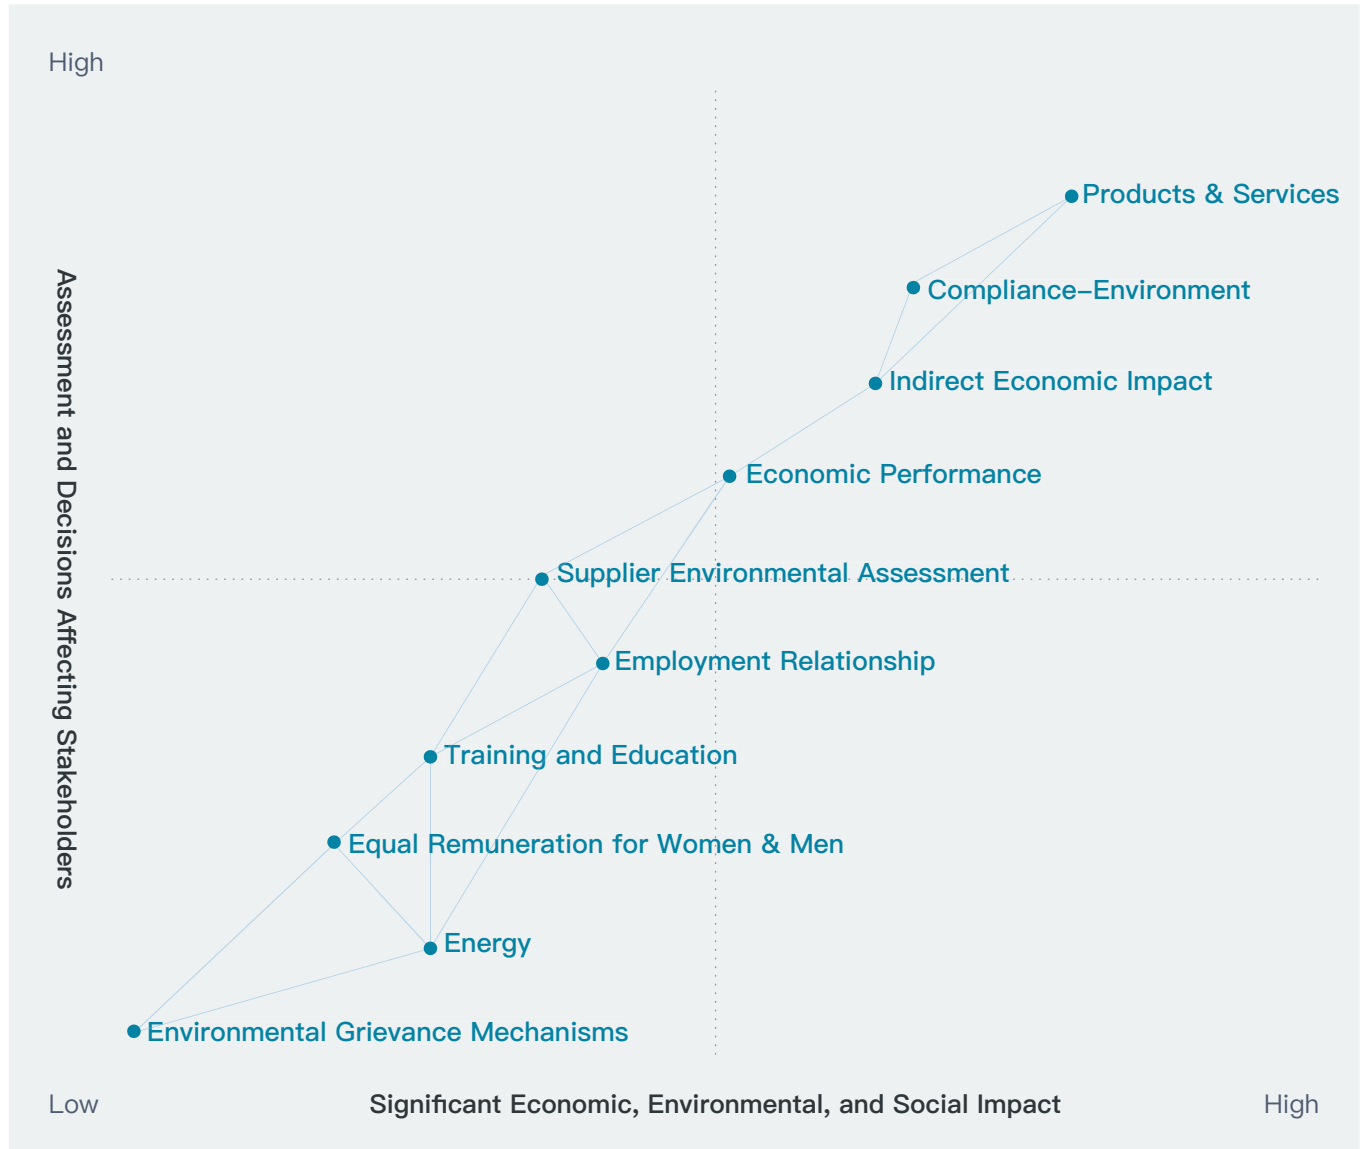 High
Products & Services
Compliance–Environment
Indirect Economic Impact
Economic Performance
Supplier Environmental Assessment
Employment Relationship
Training and Education
Equal Remuneration for Women & Men
Energy
Environmental Grievance Mechanisms
Assessment and Decisions Affecting Stakeholders
Low
Significant Economic, Environmental, and Social Impact
High